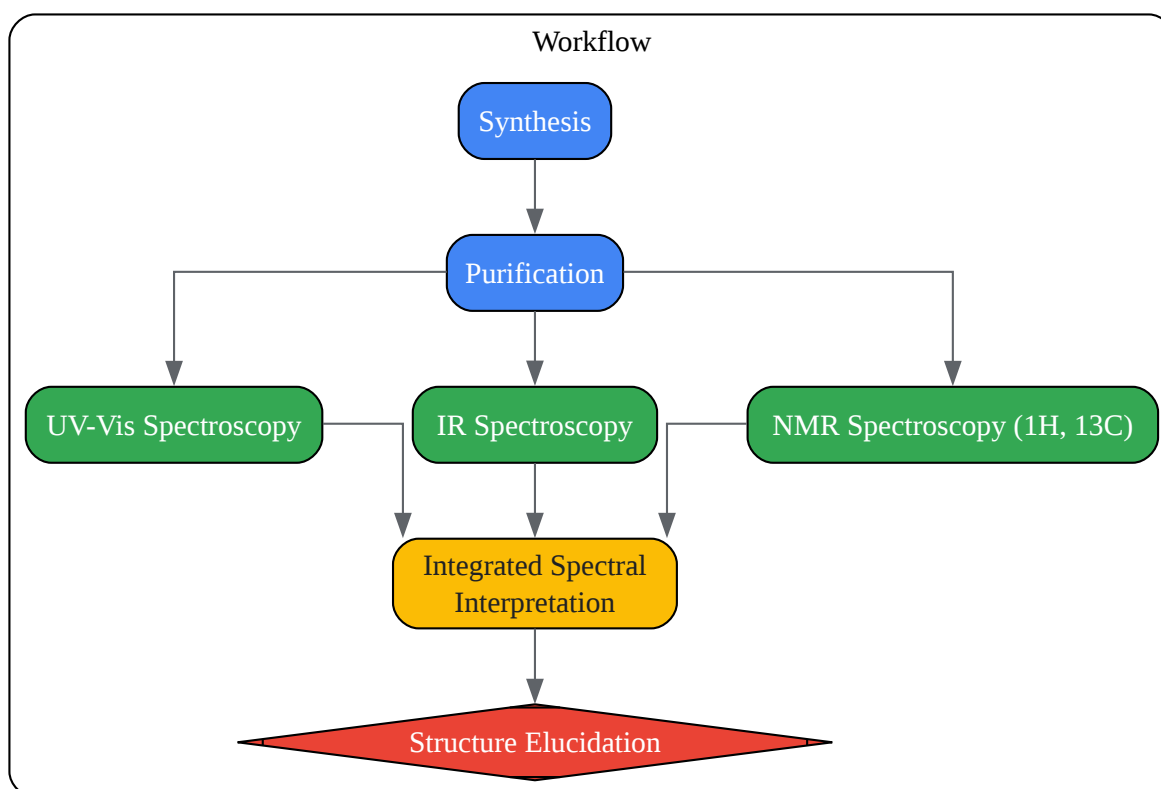 Workflow
Synthesis
Purification
UV-Vis Spectroscopy
IR Spectroscopy
NMR Spectroscopy (1H, 13C)
Integrated Spectral
Interpretation
Structure Elucidation